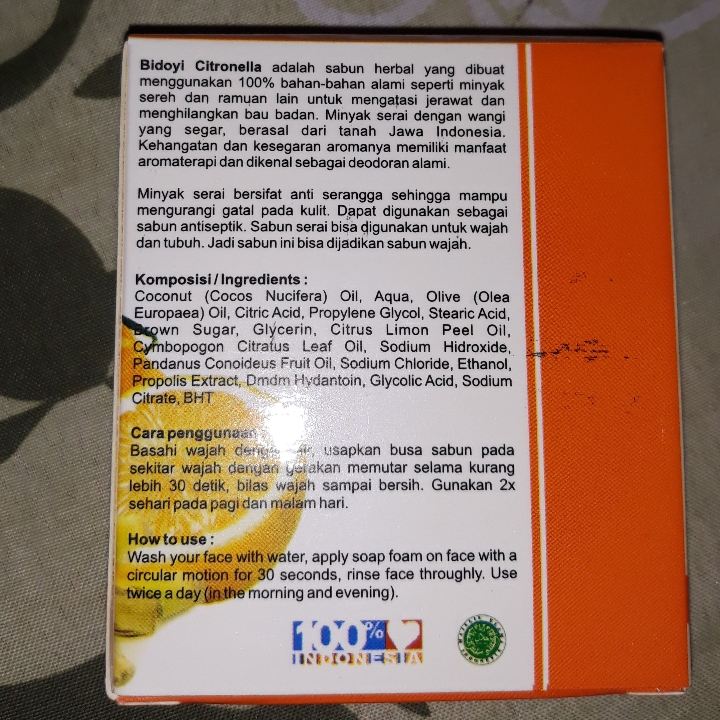 Bidoyi Citronella adalah sabun herbal yang dibuat
menggunakan 100% bahan-bahan alami seperti minyak
sereh dan ramuan lain untuk mengatasi jerawat dan
menghilangkan bau badan. Minyak serai dengan wangi
yang segar, berasal dari tanah Jawa Indonesia.
Kehangatan dan kesegaran aromanya memiliki manfaat
aromaterapi dan dikenal sebagai deodoran alami.
Minyak serai bersifat anti serangga sehingga mampu
mengurangi gatal pada kulit. Dapat digunakan sebagai
sabun antiseptik. Sabun serai bisa digunakan untuk wajah
dan tubuh. Jadi sabun ini bisa dijadikan sabun wajah.
Komposisi / Ingredients :
Coconut (Cocos Nucifera) Oil, Aqua, Olive (Olea
Europaea) Oil, Citric Acid, Propylene Glycol, Stearic Acid,
Brown Sugar, Glycerin, Citrus Limon Peel Oil,
Cymbopogon Citratus Leaf Oil, Sodium Hidroxide,
Pandanus Conoideus Fruit Oil, Sodium Chloride, Ethanol,
Propolis Extract, Dmdm Hydantoin, Glycolic Acid, Sodium
Citrate, BHT
Cara penggunaan :
Basahi wajah dengan air, usapkan busa sabun pada
sekitar wajah dengan gerakan memutar selama kurang
lebih 30 detik, bilas wajah sampai bersih. Gunakan 2x
sehari pada pagi dan malam hari.
How to use :
Wash your face with water, apply soap foam on face with a
circular motion for 30 seconds, rinse face throughly. Use
twice a day (in the morning and evening).
100%
INDONESIA